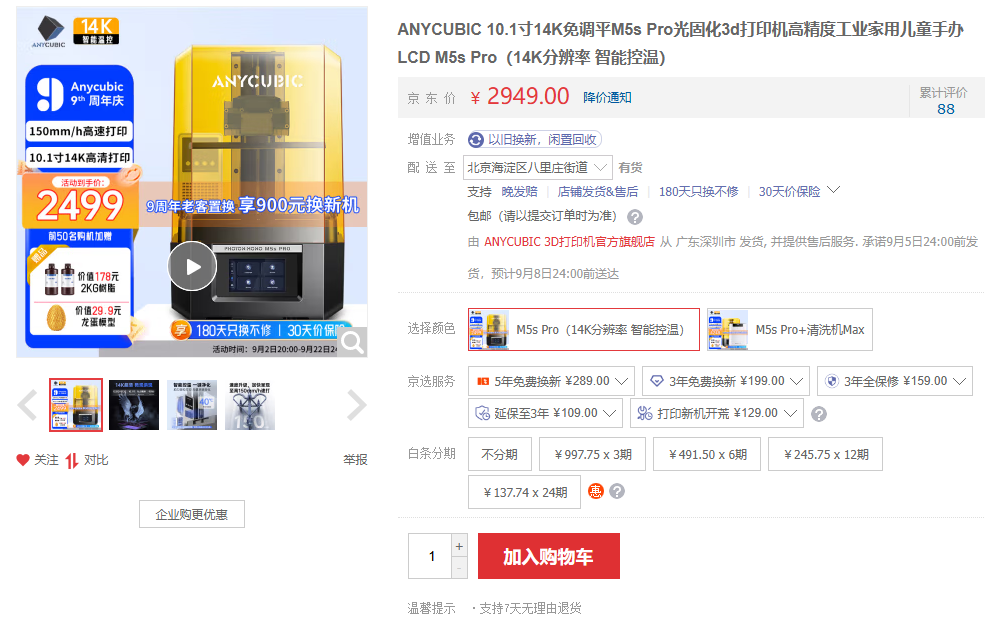 ANYCUBIC
14K
智能温控
Anycubic
9th 周年庆
150mm/h高速打印
10.1寸14K高清打印
活动到手价：
2499
前50名购机加赠
赠品
价值178元
2KG树脂
价值29.9元
龙蛋模型
ANYCUBIC
9周年老客置换 享900元换新机
PHOTON MONO M5s PRO
享 180天只换不修 | 30天价保险
活动时间：9月2日20:00-9月22日24
关注
对比
举报
企业购更优惠
ANYCUBIC 10.1寸14K免调平M5s Pro光固化3d打印机高精度工业家用儿童手办
LCD M5s Pro（14K分辨率 智能控温）
京 东 价 ￥ 2949.00 降价通知
累计评价
88
增值业务 以旧换新，闲置回收
配 送 至 北京海淀区八里庄街道 有货
支持 晚发赔 店铺发货&售后 180天只换不修 30天价保险
包邮（请以提交订单时为准）
由 ANYCUBIC 3D打印机官方旗舰店 从 广东深圳市 发货, 并提供售后服务. 承诺9月5日24:00前发
货，预计9月8日24:00前送达
选择颜色 M5s Pro（14K分辨率 智能控温） M5s Pro+清洗机Max
京选服务 5年免费换新 ￥289.00 3年免费换新 ￥199.00 3年全保修 ￥159.00
延保至3年 ￥109.00 打印新机开荒 ￥129.00
白条分期 不分期 ￥997.75 x 3期 ￥491.50 x 6期 ￥245.75 x 12期
￥137.74 x 24期 惠
1 + - 加入购物车
温馨提示 · 支持7天无理由退货